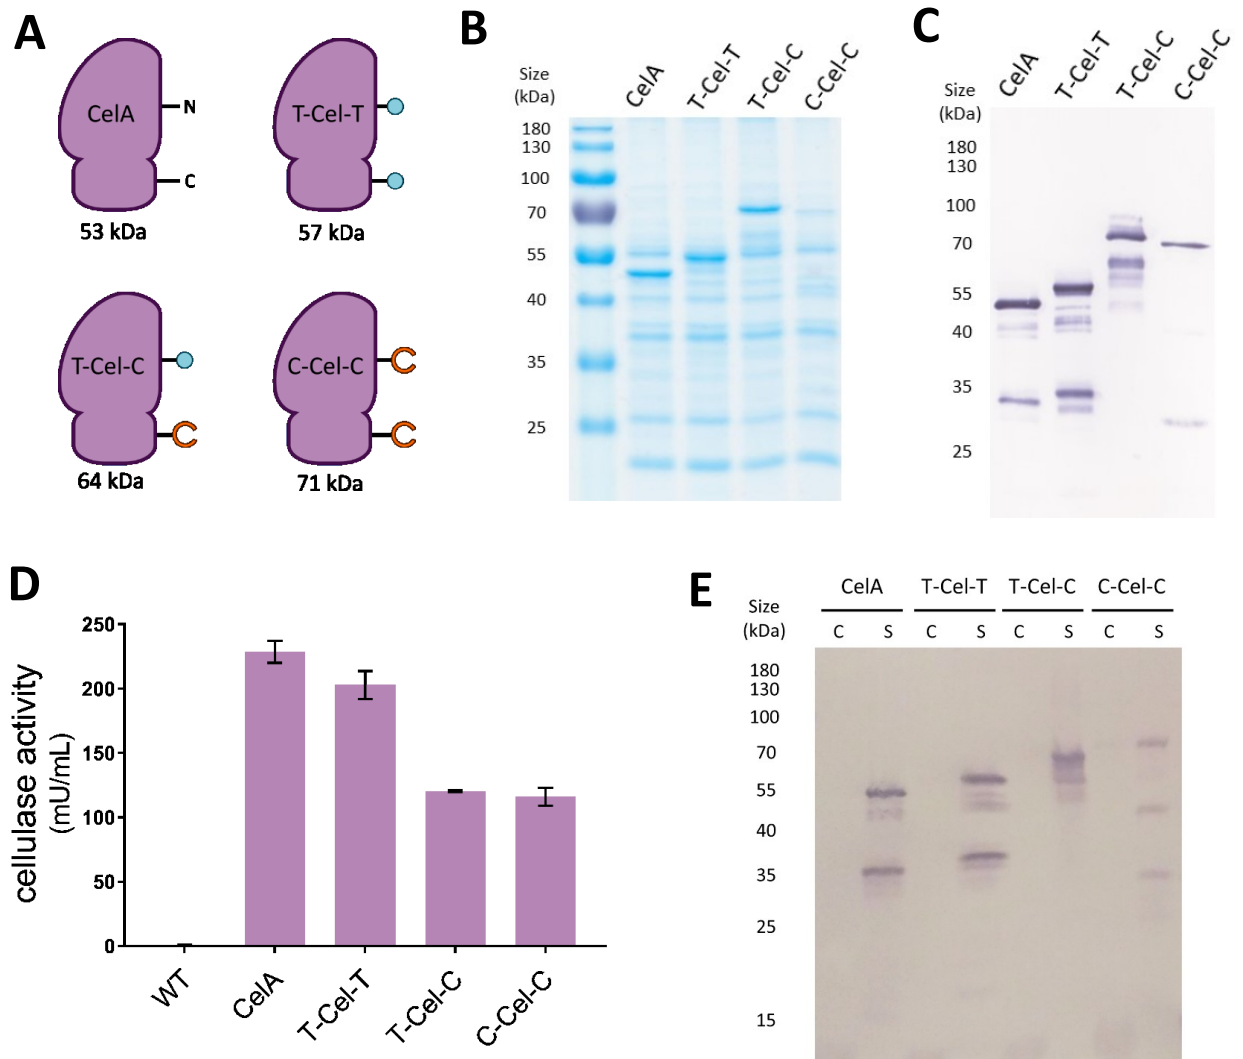 A
CelA
N
C
53 kDa
T-Cel-T
57 kDa
T-Cel-C
64 kDa
C-Cel-C
71 kDa
B
Size
(kDa)
CelA
T-Cel-T
T-Cel-C
C-Cel-C
180
130
100
70
55
40
35
25
C
Size
(kDa)
CelA
T-Cel-T
T-Cel-C
C-Cel-C
180
130
100
70
55
40
35
25
D
cellulase activity
(mU/mL)
250
200
150
100
50
0
WT
CelA
T-Cel-T
T-Cel-C
C-Cel-C
E
Size
(kDa)
CelA T-Cel-T T-Cel-C C-Cel-C
C S C S C S C S
180
130
100
70
55
40
35
25
15